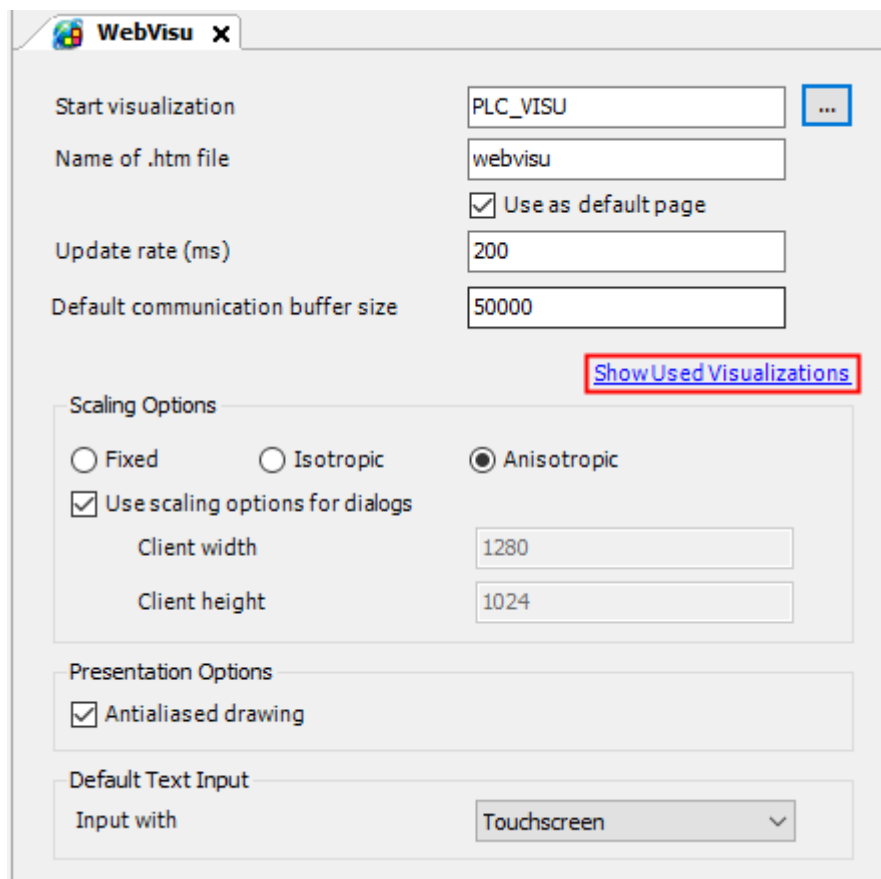 WebVisu
Start visualization PLC_VISU ...
Name of .htm file webvisu
Use as default page
Update rate (ms) 200
Default communication buffer size 50000
Show Used Visualizations
Scaling Options
Fixed Isotropic Anisotropic
Use scaling options for dialogs
Client width 1280
Client height 1024
Presentation Options
Antialiased drawing
Default Text Input
Input with Touchscreen